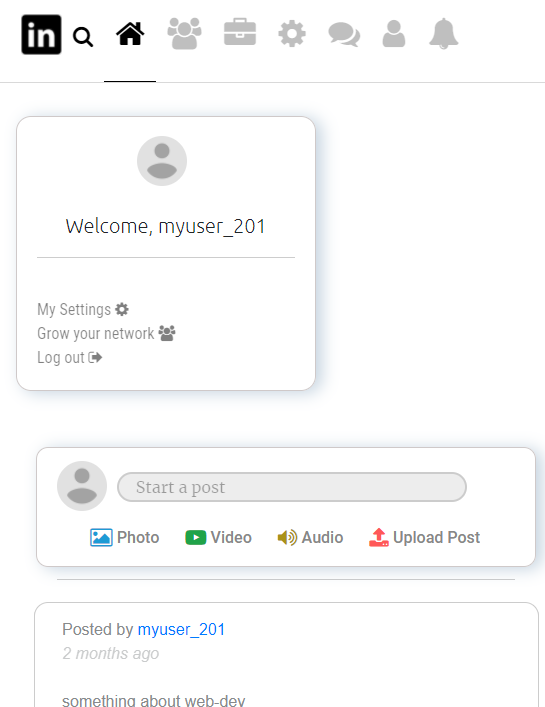 in
Welcome, myuser_201
My Settings
Grow your network
Log out
Start a post
Photo Video Audio Upload Post
Posted by myuser_201
2 months ago
something about web-dev